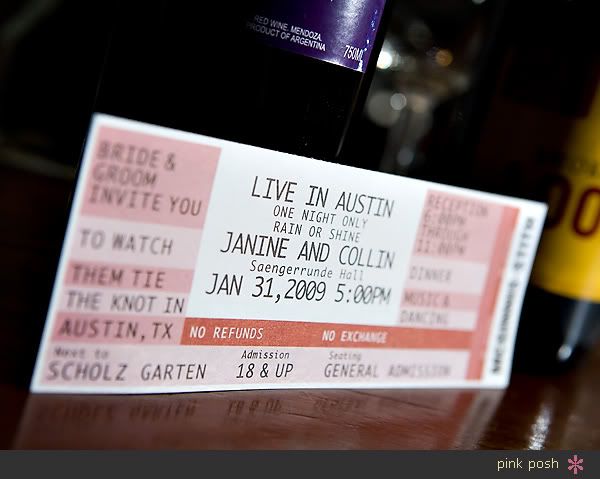 RED WINE, MENDOZA,
PRODUCT OF ARGENTINA
750ML
BRIDE &
GROOM
INVITE YOU
TO WATCH
THEM TIE
THE KNOT IN
AUSTIN, TX
Next to
SCHOLZ GARTEN
LIVE IN AUSTIN
ONE NIGHT ONLY
RAIN OR SHINE
JANINE AND COLLIN
Saengerrunde Hall
JAN 31,2009 5:00PM
NO REFUNDS
NO EXCHANGE
Admission
18 & UP
Seating
GENERAL ADMISSION
RECEPTION
6:00PM
THROUGH
11:00PM
DINNER
MUSIC &
DANCING
pink posh